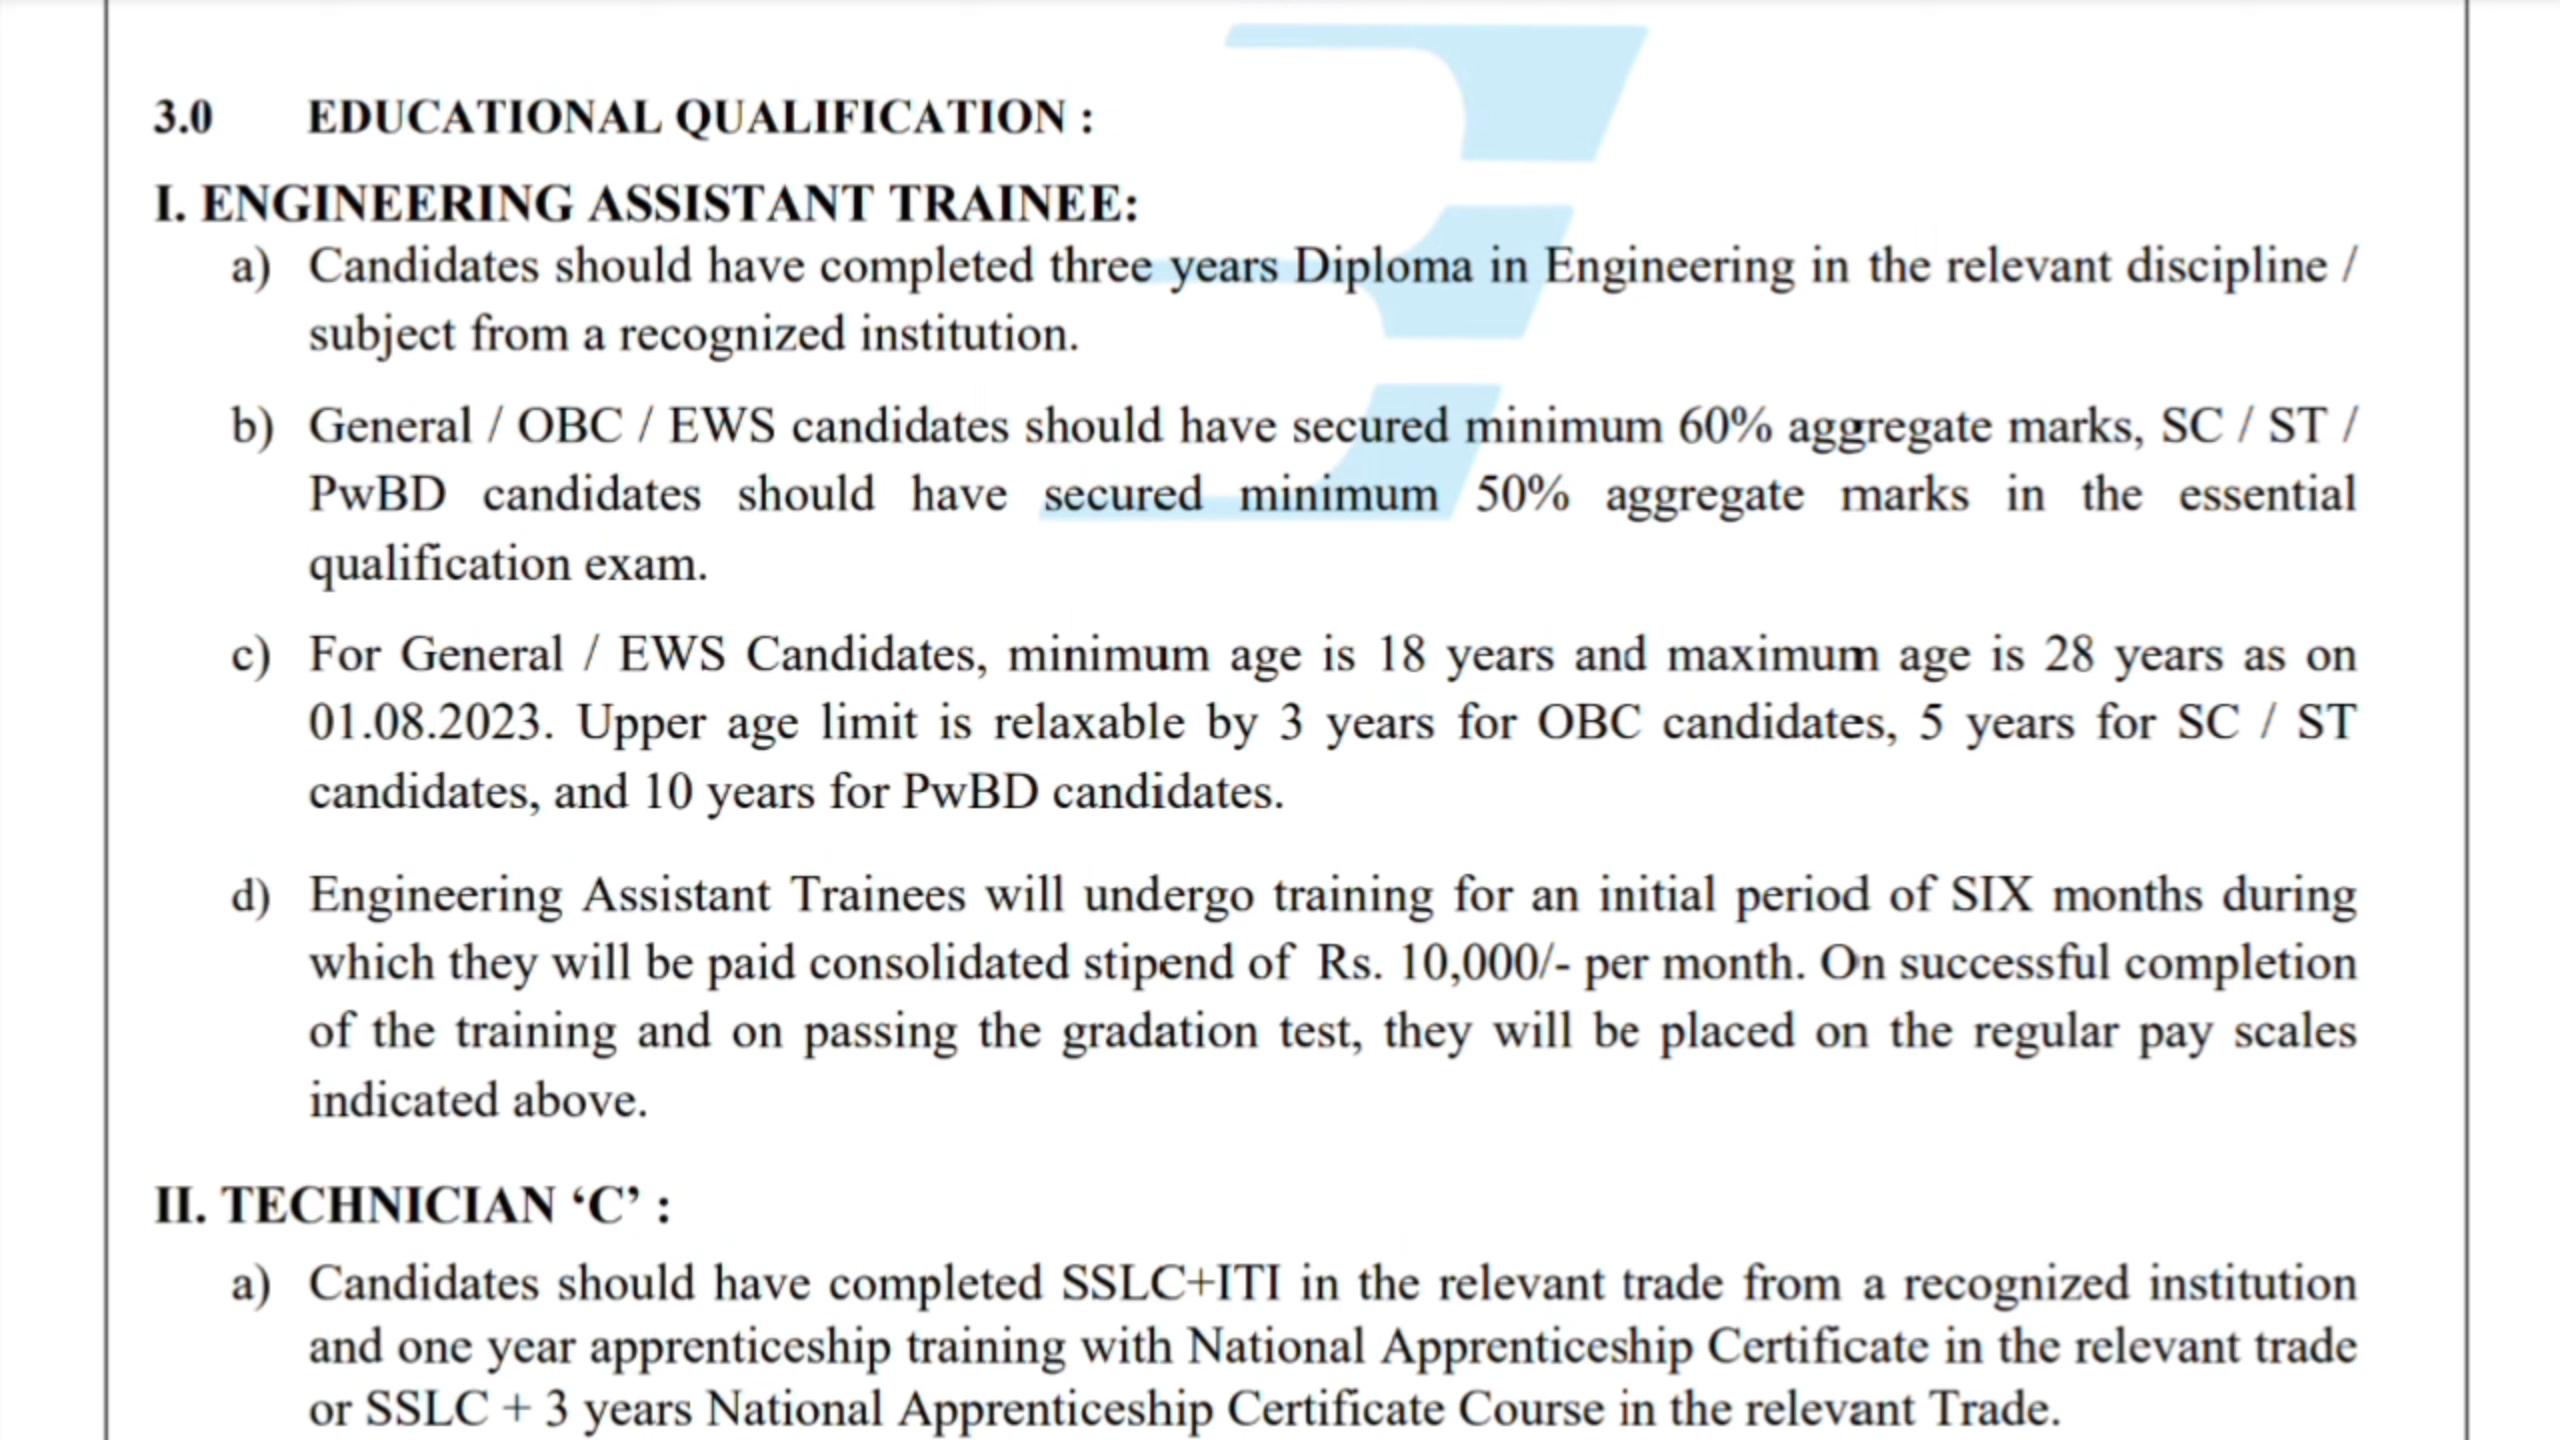 3.0 EDUCATIONAL QUALIFICATION :
I. ENGINEERING ASSISTANT TRAINEE:
a) Candidates should have completed three years Diploma in Engineering in the relevant discipline /
subject from a recognized institution.
b) General / OBC / EWS candidates should have secured minimum 60% aggregate marks, SC / ST /
PwBD candidates should have secured minimum 50% aggregate marks in the essential
qualification exam.
c) For General / EWS Candidates, minimum age is 18 years and maximum age is 28 years as on
01.08.2023. Upper age limit is relaxable by 3 years for OBC candidates, 5 years for SC / ST
candidates, and 10 years for PwBD candidates.
d) Engineering Assistant Trainees will undergo training for an initial period of SIX months during
which they will be paid consolidated stipend of Rs. 10,000/- per month. On successful completion
of the training and on passing the gradation test, they will be placed on the regular pay scales
indicated above.
II. TECHNICIAN ‘C’ :
a) Candidates should have completed SSLC+ITI in the relevant trade from a recognized institution
and one year apprenticeship training with National Apprenticeship Certificate in the relevant trade
or SSLC + 3 years National Apprenticeship Certificate Course in the relevant Trade.